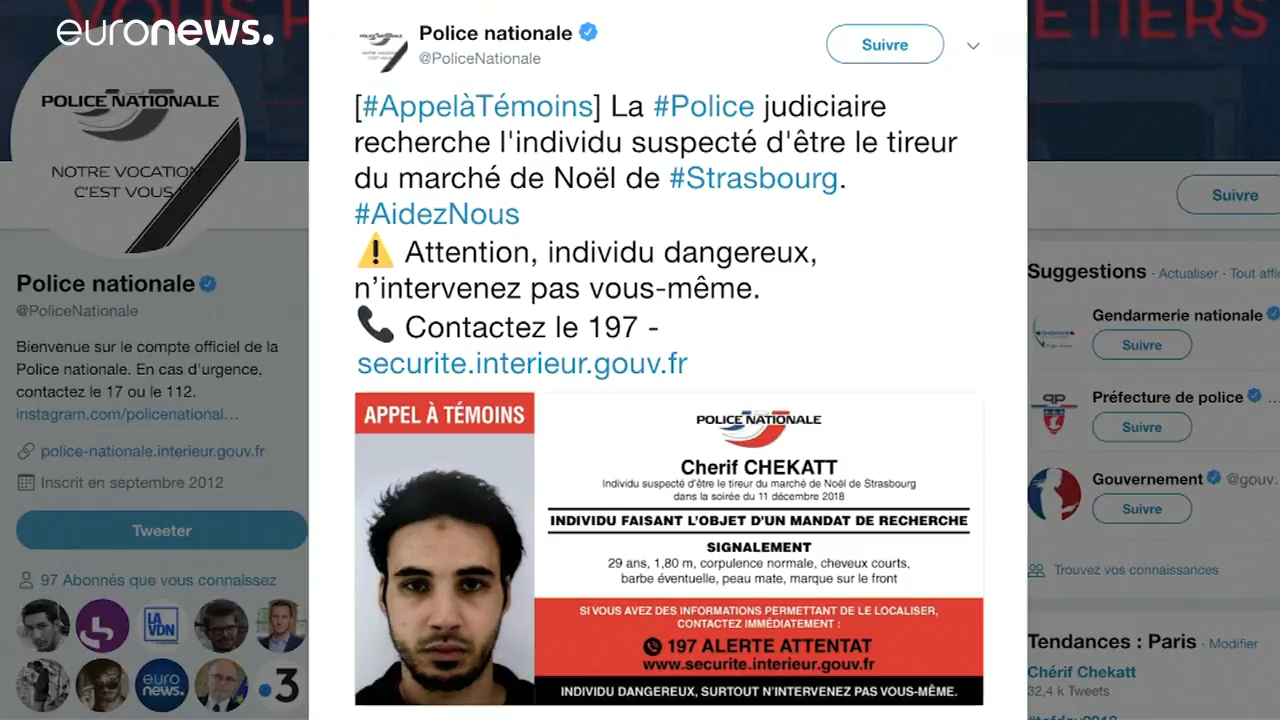 euronews.
POLICE NATIONALE
NOTRE VOCATION
C'EST VOUS
Police nationale
@PoliceNationale
Bienvenue sur le compte officiel de la
Police nationale. En cas d'urgence,
contactez le 17 ou le 112.
instagram.com/policenational…
police-nationale.interieur.gouv.fr
Inscrit en septembre 2012
Tweeter
97 Abonnés que vous connaissez
LA
VDN
euro
news.
3
Police nationale
@PoliceNationale
Suivre
[#AppelàTémoins] La #Police judiciaire
recherche l'individu suspecté d'être le tireur
du marché de Noël de #Strasbourg.
#AidezNous
⚠️ Attention, individu dangereux,
n’intervenez pas vous-même.
📞 Contactez le 197 -
securite.interieur.gouv.fr
APPEL À TÉMOINS
POLICE NATIONALE
Cherif CHEKATT
Individu suspecté d'être le tireur du marché de Noël de Strasbourg
dans la soirée du 11 décembre 2018
INDIVIDU FAISANT L'OBJET D'UN MANDAT DE RECHERCHE
SIGNALEMENT
29 ans, 1,80 m, corpulence normale, cheveux courts,
barbe éventuelle, peau mate, marque sur le front
SI VOUS AVEZ DES INFORMATIONS PERMETTANT DE LE LOCALISER,
CONTACTEZ IMMÉDIATEMENT :
197 ALERTE ATTENTAT
www.securite.interieur.gouv.fr
INDIVIDU DANGEREUX, SURTOUT N'INTERVENEZ PAS VOUS-MÊME.
ETIERS
Suivre
Suggestions · Actualiser · Tout affi
Gendarmerie nationale
Suivre
Préfecture de police …
Suivre
Gouvernement @gouv.
Suivre
Trouvez vos connaissances
Tendances : Paris · Modifier
Chérif Chekatt
32,4 k Tweets